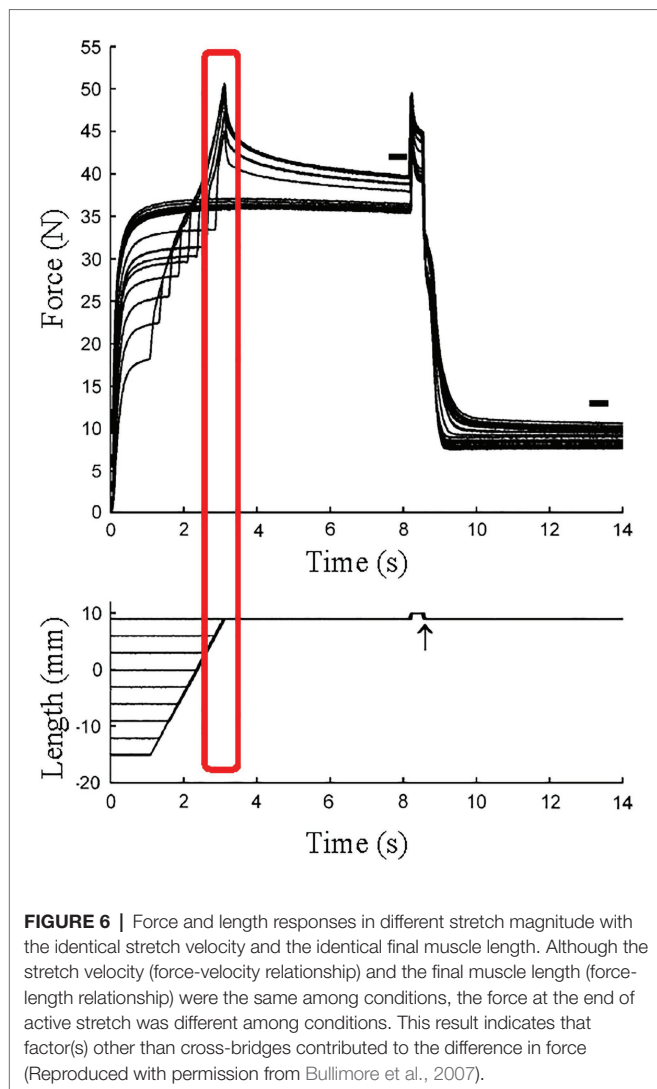 55
50
45
40
35
30
25
20
15
10
5
0
Force (N)
0 2 4 6 8 10 12 14
Time (s)
10
0
-10
-20
Length (mm)
0 2 4 6 8 10 12 14
Time (s)
FIGURE 6 | Force and length responses in different stretch magnitude with
the identical stretch velocity and the identical final muscle length. Although the
stretch velocity (force-velocity relationship) and the final muscle length (force-
length relationship) were the same among conditions, the force at the end of
active stretch was different among conditions. This result indicates that
factor(s) other than cross-bridges contributed to the difference in force
(Reproduced with permission from Bullimore et al., 2007).